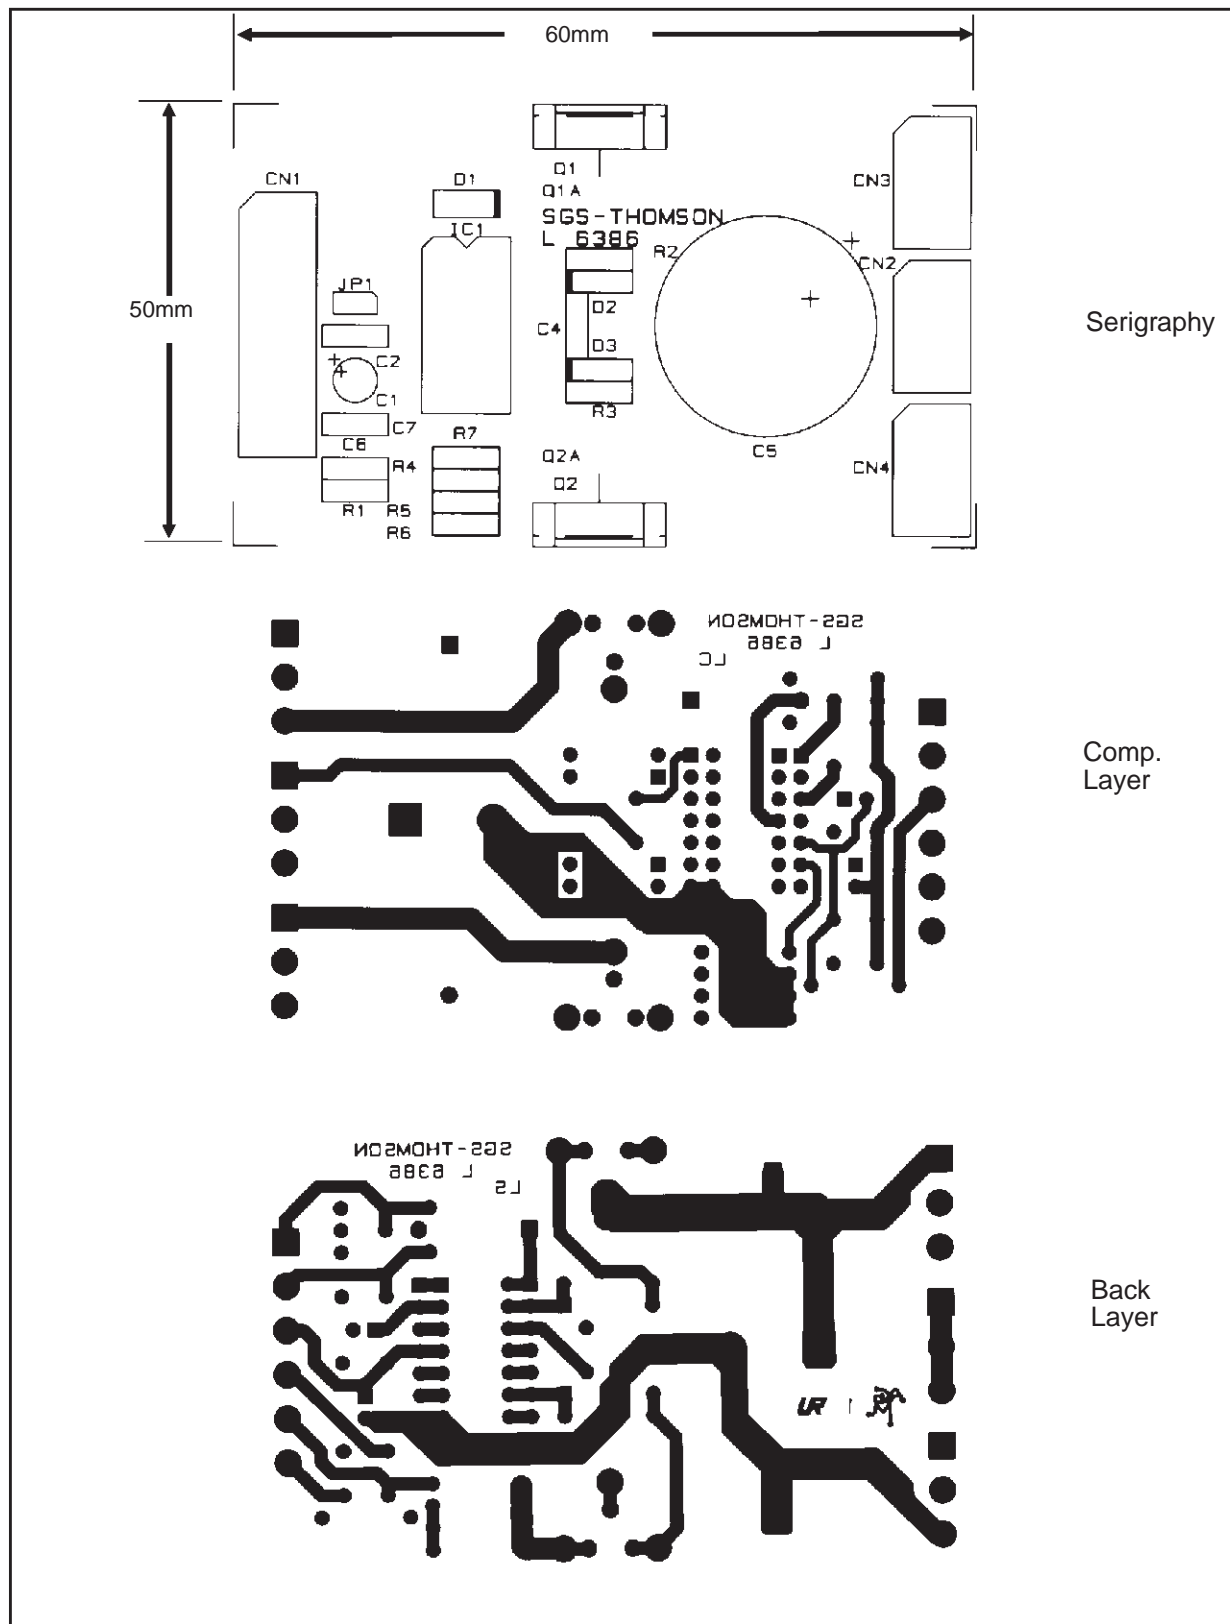 60mm
50mm
CN1
D1
Q1
Q1A
SGS-THOMSON
L 6386
IC1
R2
CN3
CN2
JP1
D2
C4
D3
C2
C1
R3
C7
C6
R7
R4
Q2A
Q2
C5
CN4
R1
R5
R6
Serigraphy
SGS-THOMSON
L 6386
LC
Comp.
Layer
SGS-THOMSON
L 6386
LS
Back
Layer
UR